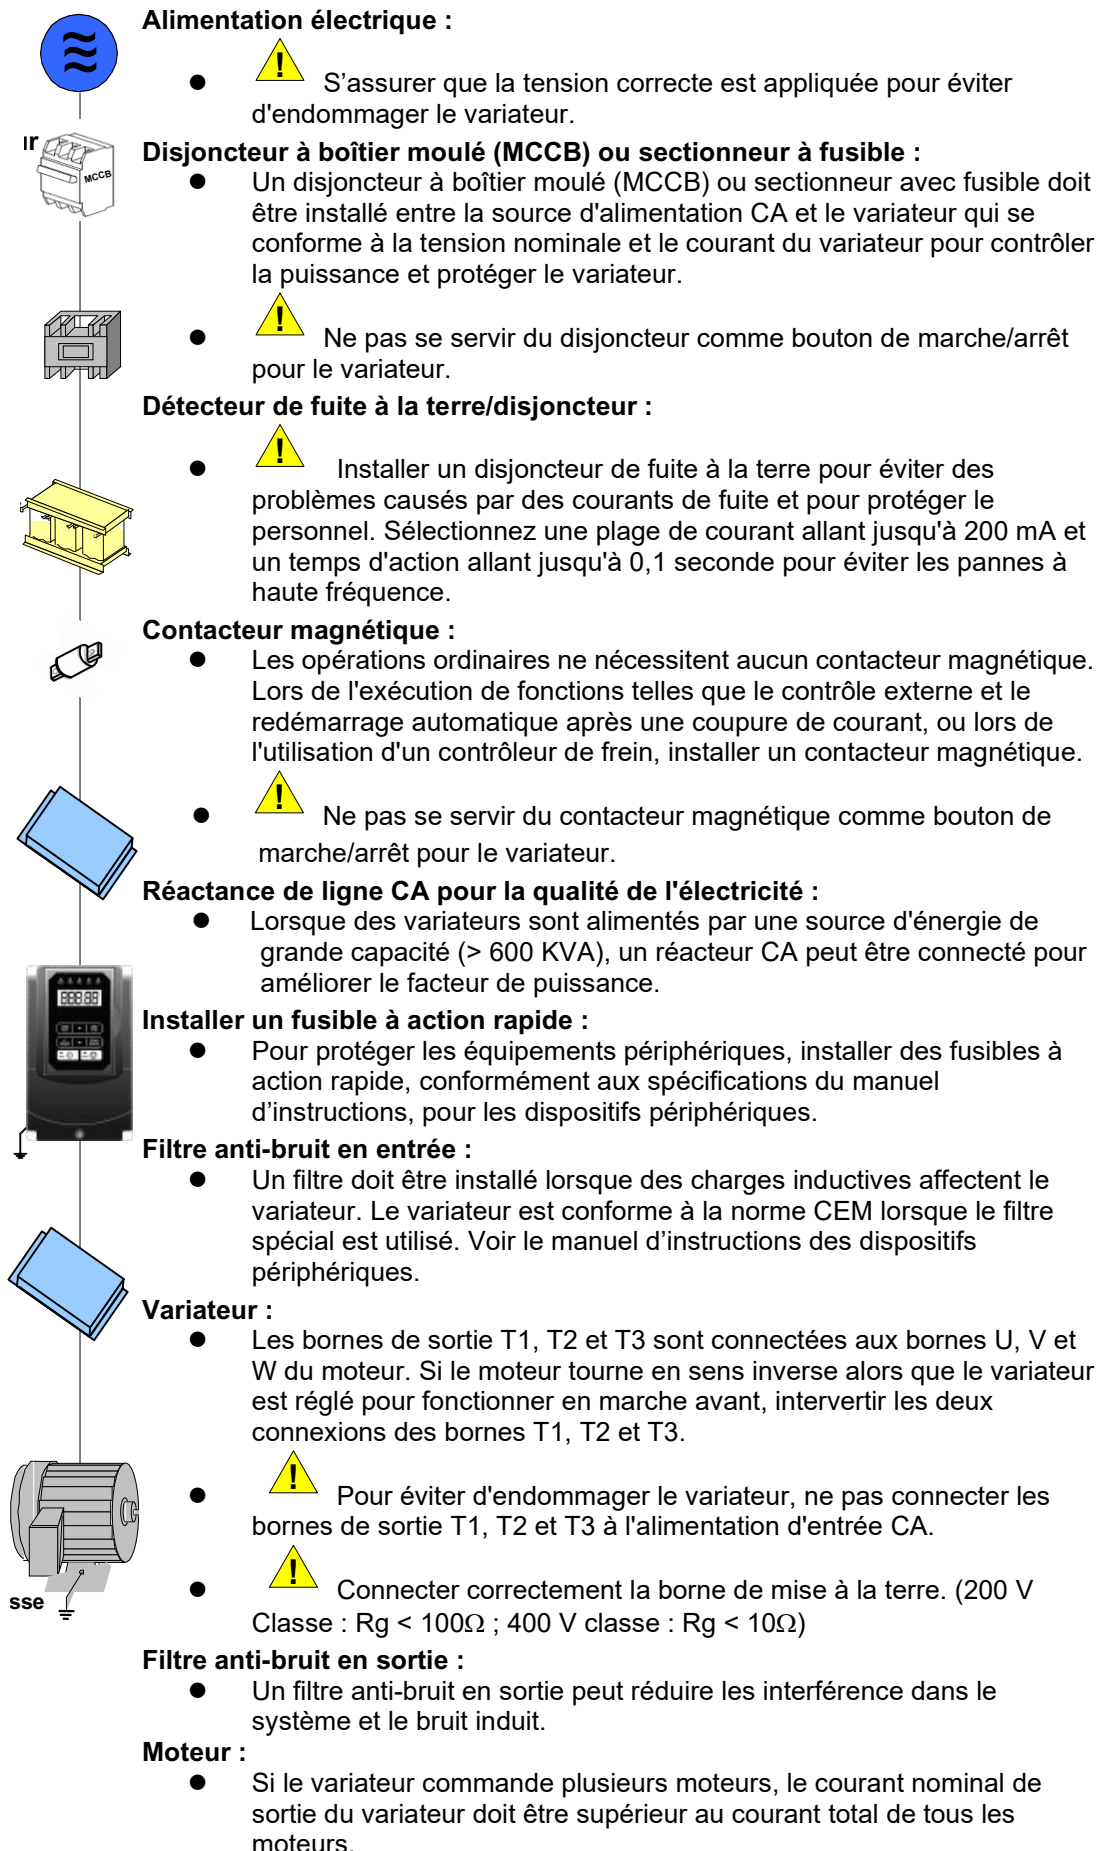 Alimentation électrique :
● ! S’assurer que la tension correcte est appliquée pour éviter
d'endommager le variateur.
ur
MCCB
Disjoncteur à boîtier moulé (MCCB) ou sectionneur à fusible :
● Un disjoncteur à boîtier moulé (MCCB) ou sectionneur avec fusible doit
être installé entre la source d'alimentation CA et le variateur qui se
conforme à la tension nominale et le courant du variateur pour contrôler
la puissance et protéger le variateur.
● ! Ne pas se servir du disjoncteur comme bouton de marche/arrêt
pour le variateur.
Détecteur de fuite à la terre/disjoncteur :
● ! Installer un disjoncteur de fuite à la terre pour éviter des
problèmes causés par des courants de fuite et pour protéger le
personnel. Sélectionnez une plage de courant allant jusqu'à 200 mA et
un temps d'action allant jusqu'à 0,1 seconde pour éviter les pannes à
haute fréquence.
Contacteur magnétique :
● Les opérations ordinaires ne nécessitent aucun contacteur magnétique.
Lors de l'exécution de fonctions telles que le contrôle externe et le
redémarrage automatique après une coupure de courant, ou lors de
l'utilisation d'un contrôleur de frein, installer un contacteur magnétique.
● ! Ne pas se servir du contacteur magnétique comme bouton de
marche/arrêt pour le variateur.
Réactance de ligne CA pour la qualité de l'électricité :
● Lorsque des variateurs sont alimentés par une source d'énergie de
grande capacité (> 600 KVA), un réacteur CA peut être connecté pour
améliorer le facteur de puissance.
Installer un fusible à action rapide :
● Pour protéger les équipements périphériques, installer des fusibles à
action rapide, conformément aux spécifications du manuel
d’instructions, pour les dispositifs périphériques.
Filtre anti-bruit en entrée :
● Un filtre doit être installé lorsque des charges inductives affectent le
variateur. Le variateur est conforme à la norme CEM lorsque le filtre
spécial est utilisé. Voir le manuel d’instructions des dispositifs
périphériques.
Variateur :
● Les bornes de sortie T1, T2 et T3 sont connectées aux bornes U, V et
W du moteur. Si le moteur tourne en sens inverse alors que le variateur
est réglé pour fonctionner en marche avant, intervertir les deux
connexions des bornes T1, T2 et T3.
● ! Pour éviter d'endommager le variateur, ne pas connecter les
bornes de sortie T1, T2 et T3 à l'alimentation d'entrée CA.
● ! Connecter correctement la borne de mise à la terre. (200 V
Classe : Rg < 100Ω ; 400 V classe : Rg < 10Ω)
sse
Filtre anti-bruit en sortie :
● Un filtre anti-bruit en sortie peut réduire les interférence dans le
système et le bruit induit.
Moteur :
● Si le variateur commande plusieurs moteurs, le courant nominal de
sortie du variateur doit être supérieur au courant total de tous les
moteurs.